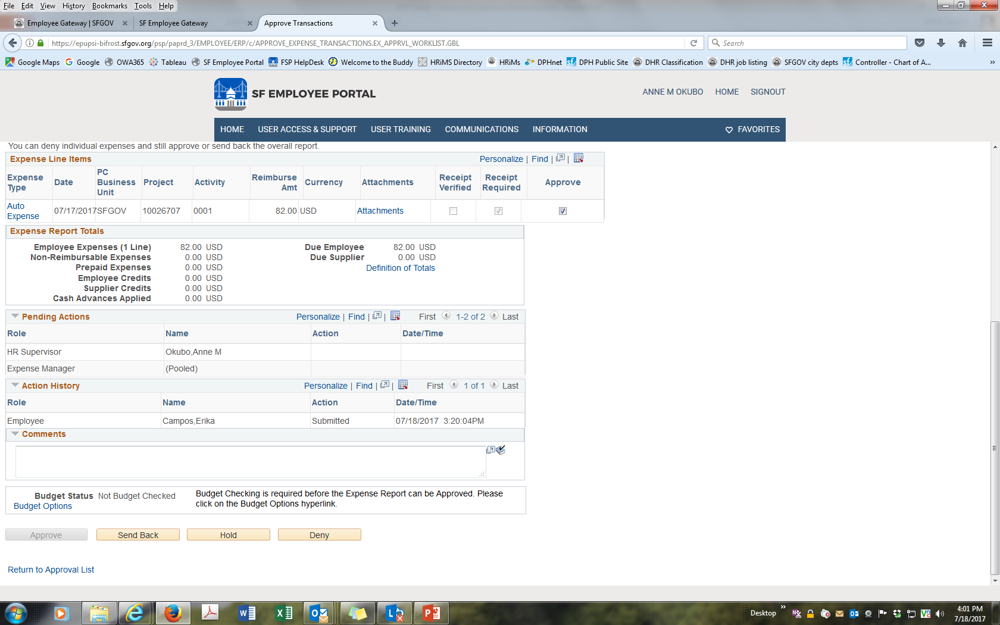 File Edit View History Bookmarks Tools Help
Employee Gateway | SFGOV × SF Employee Gateway × Approve Transactions × +
https://epupsi-bifrost.sfgov.org/psp/paprd_3/EMPLOYEE/ERP/c/APPROVE_EXPENSE_TRANSACTIONS.EX_APPRVL_WORKLIST.GBL Search
Google Maps Google OWA365 Tableau SF Employee Portal FSP HelpDesk Welcome to the Buddy HRiMS Directory HRiMs DPHnet DPH Public Site DHR Classification DHR job listing SFGOV city depts Controller - Chart of A... »
SF EMPLOYEE PORTAL
ANNE M OKUBO HOME SIGNOUT
HOME USER ACCESS & SUPPORT USER TRAINING COMMUNICATIONS INFORMATION FAVORITES
You can deny individual expenses and still approve or send back the overall report.
Expense Line Items Personalize | Find | |
Expense Type Date PC Business Unit Project Activity Reimburse Amt Currency Attachments Receipt Verified Receipt Required Approve
Auto Expense 07/17/2017 SFGOV 10026707 0001 82.00 USD Attachments
Expense Report Totals
Employee Expenses (1 Line) 82.00 USD Due Employee 82.00 USD
Non-Reimbursable Expenses 0.00 USD Due Supplier 0.00 USD
Prepaid Expenses 0.00 USD Definition of Totals
Employee Credits 0.00 USD
Supplier Credits 0.00 USD
Cash Advances Applied 0.00 USD
Pending Actions Personalize | Find | | First 1-2 of 2 Last
Role Name Action Date/Time
HR Supervisor Okubo,Anne M
Expense Manager (Pooled)
Action History Personalize | Find | | First 1 of 1 Last
Role Name Action Date/Time
Employee Campos,Erika Submitted 07/18/2017 3:20:04PM
Comments
Budget Status Not Budget Checked Budget Checking is required before the Expense Report can be Approved. Please
Budget Options click on the Budget Options hyperlink.
Approve Send Back Hold Deny
Return to Approval List
Desktop » 4:01 PM
7/18/2017